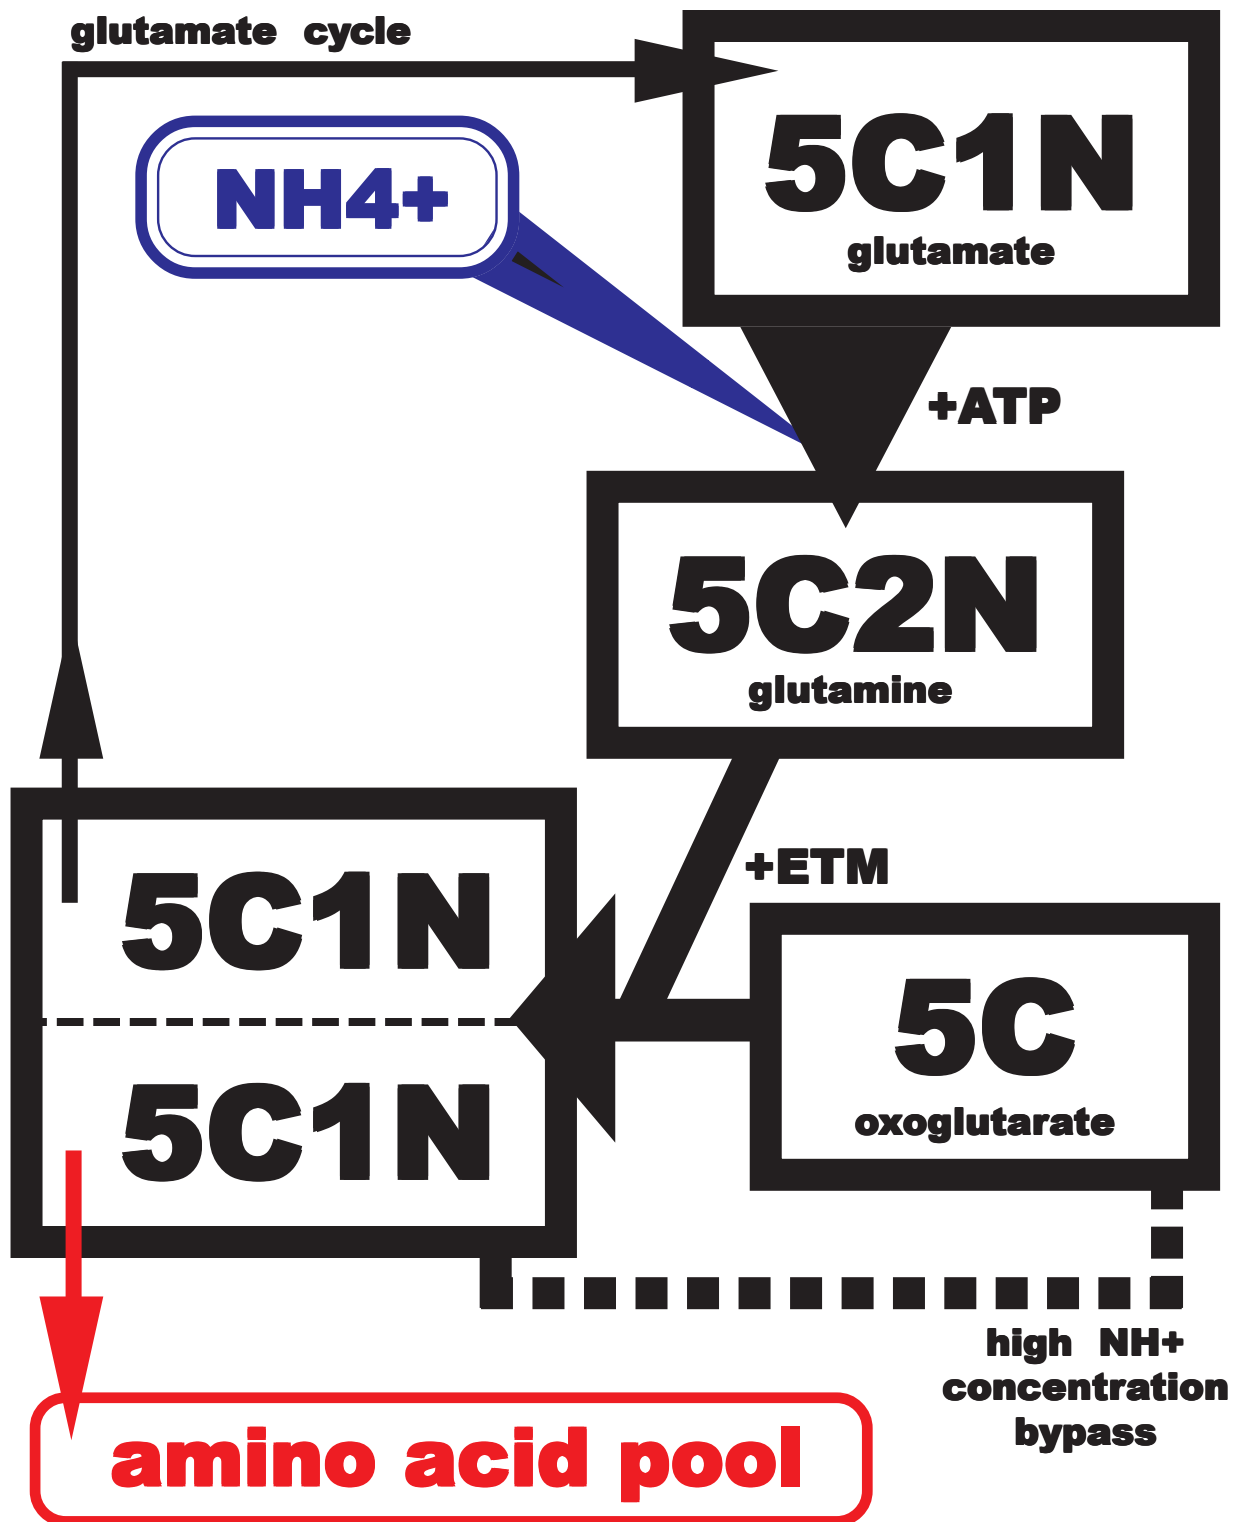 glutamate cycle
NH4+
5C1N
glutamate
+ATP
5C2N
glutamine
+ETM
5C1N
5C1N
5C
oxoglutarate
high NH+
concentration
bypass
amino acid pool